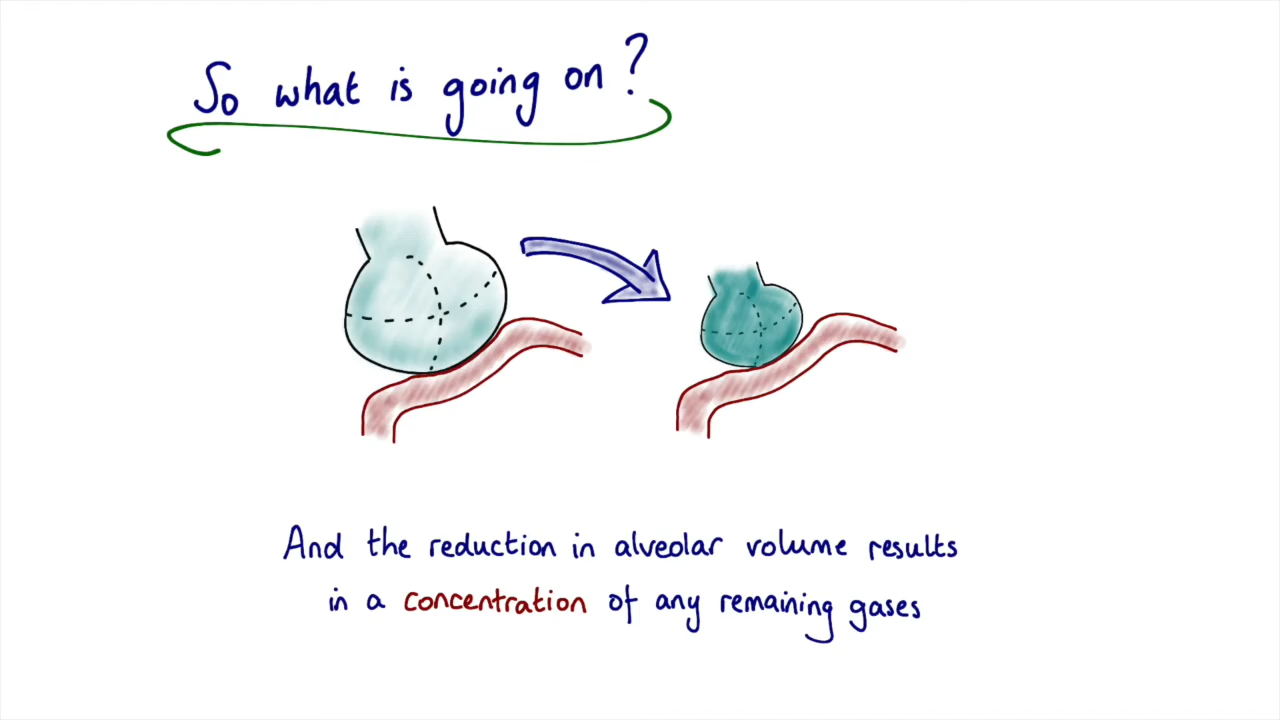 So what is going on?
And the reduction in alveolar volume results
in a concentration of any remaining gases